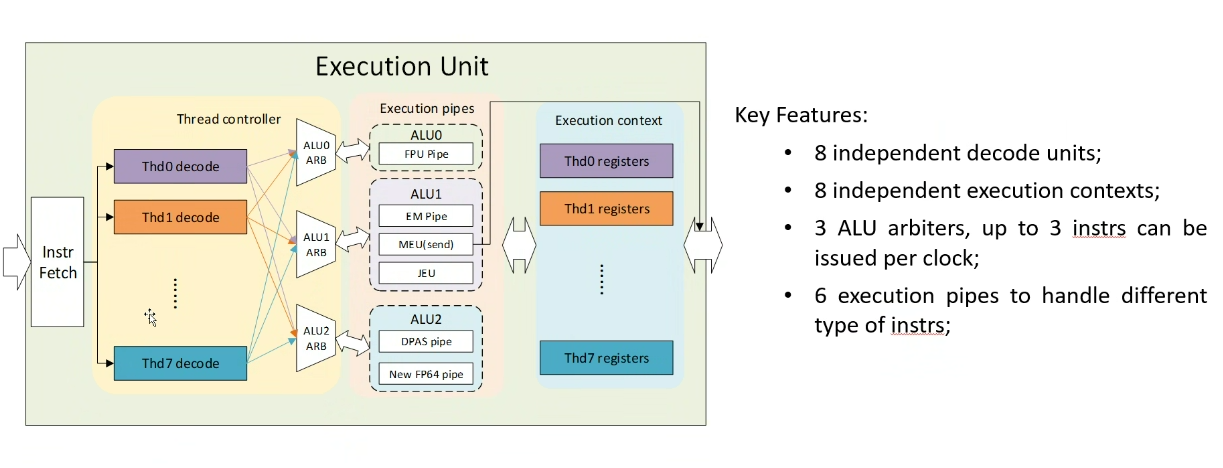 Execution Unit
Thread controller
Execution pipes
Execution context
Instr
Fetch
Thd0 decode
Thd1 decode
Thd7 decode
ALU0
ARB
ALU1
ARB
ALU2
ARB
ALU0
FPU Pipe
ALU1
EM Pipe
MEU(send)
JEU
ALU2
DPAS pipe
New FP64 pipe
Thd0 registers
Thd1 registers
Thd7 registers
Key Features:
• 8 independent decode units;
• 8 independent execution contexts;
• 3 ALU arbiters, up to 3 instrs can be
issued per clock;
• 6 execution pipes to handle different
type of instrs;